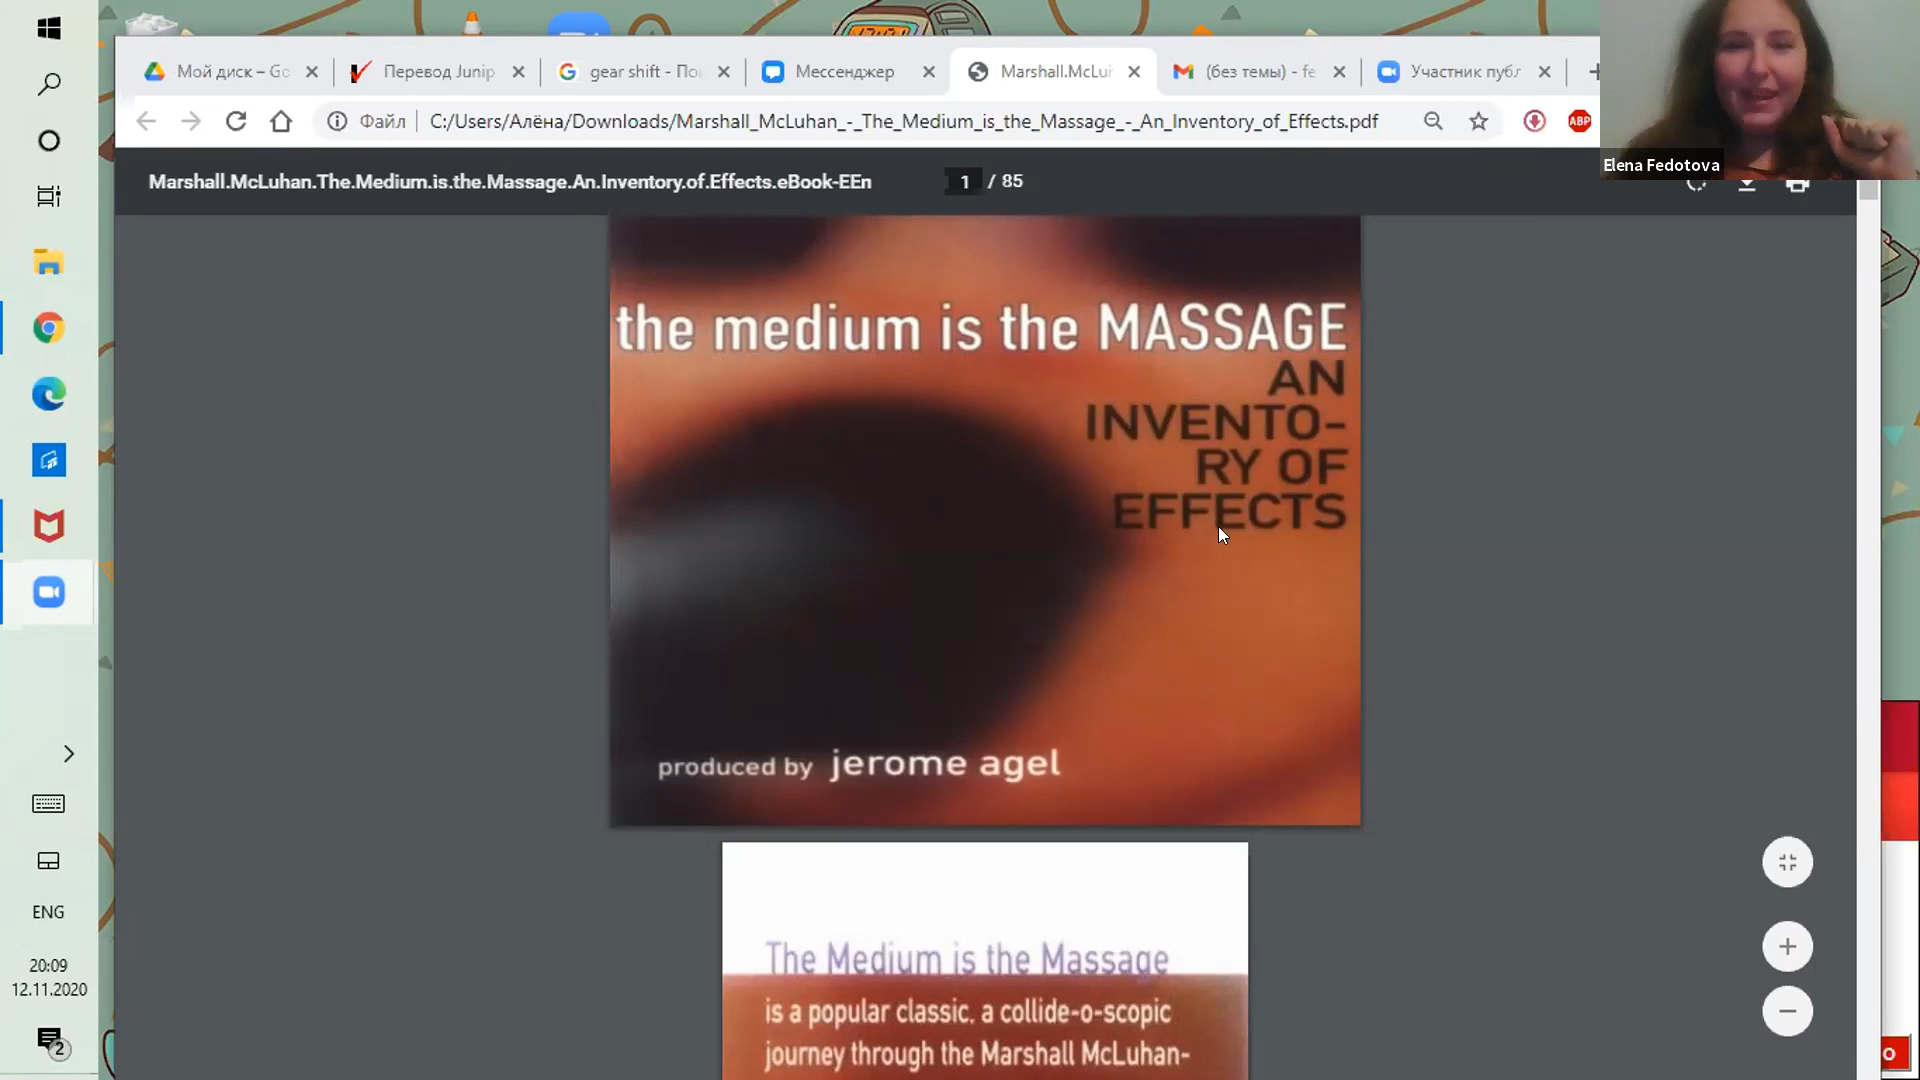 Мой диск – Go
Перевод Junip
gear shift - По
Мессенджер
Marshall.McLu
(без темы) - fe
Участник публ
Файл
C:/Users/Алёна/Downloads/Marshall_McLuhan_-_The_Medium_is_the_Massage_-_An_Inventory_of_Effects.pdf
ABP
Elena Fedotova
Marshall.McLuhan.The.Medium.is.the.Massage.An.Inventory.of.Effects.eBook-EEn
1 / 85
the medium is the MASSAGE
AN
INVENTO-
RY OF
EFFECTS
produced by jerome agel
The Medium is the Massage
is a popular classic, a collide-o-scopic
journey through the Marshall McLuhan-
ENG
20:09
12.11.2020
2